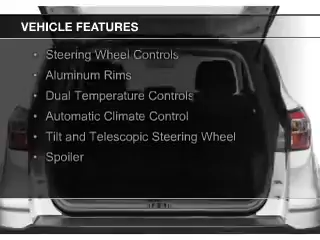 VEHICLE FEATURES
• Steering Wheel Controls
• Aluminum Rims
• Dual Temperature Controls
• Automatic Climate Control
• Tilt and Telescopic Steering Wheel
• Spoiler